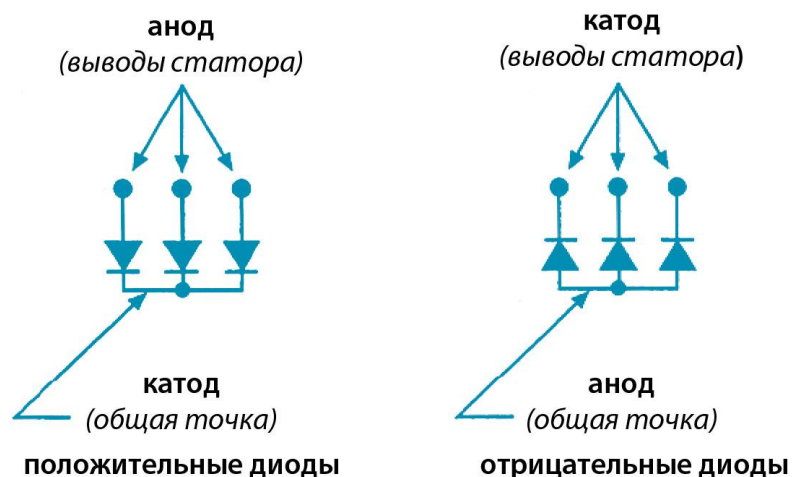 анод
(выводы статора)
катод
(общая точка)
положительные диоды
катод
(выводы статора)
анод
(общая точка)
отрицательные диоды